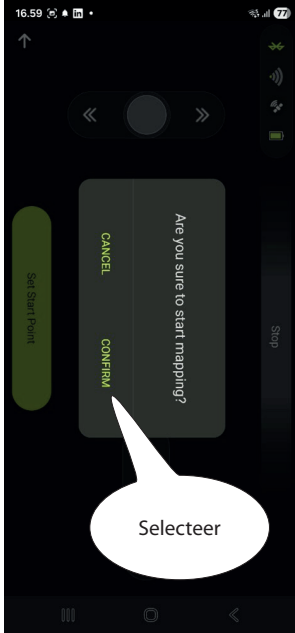 16.59
77
Are you sure to start mapping?
CANCEL
CONFIRM
Set Start Point
Stop
Selecteer